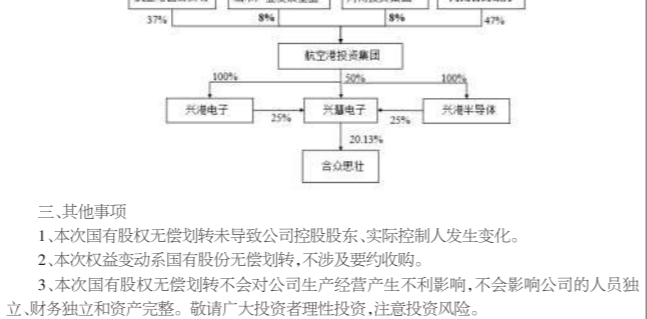 37%
8%
8%
47%
航空港投资集团
100%
50%
100%
兴港电子
25%
兴慧电子
25%
兴港半导体
20.13%
合众思壮
三、其他事项
1、本次国有股权无偿划转未导致公司控股股东、实际控制人发生变化。
2、本次权益变动系国有股份无偿划转,不涉及要约收购。
3、本次国有股权无偿划转不会对公司生产经营产生不利影响,不会影响公司的人员独
立、财务独立和资产完整。敬请广大投资者理性投资,注意投资风险。